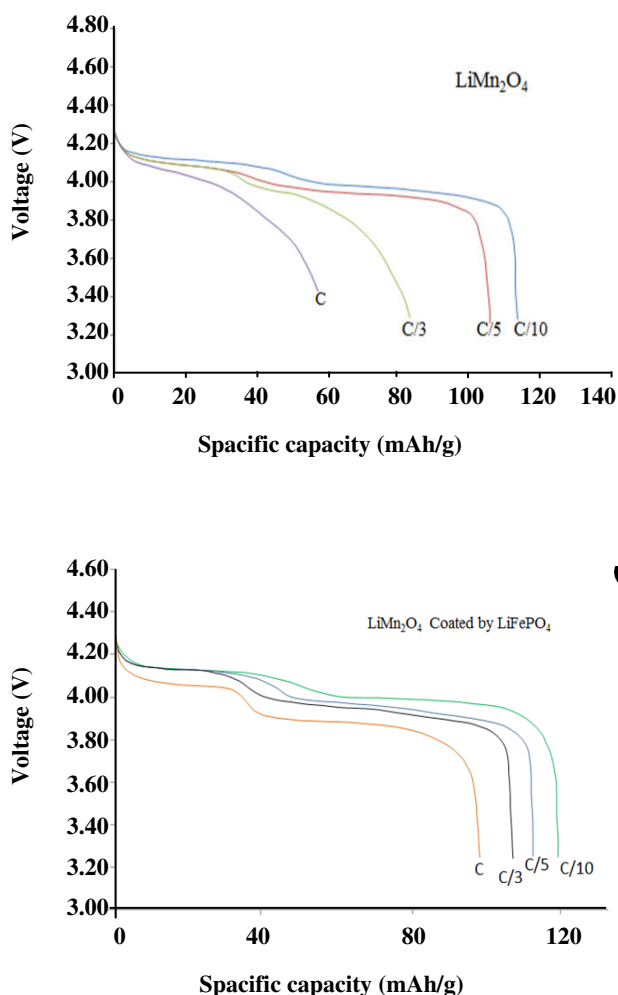 4.80
4.60
LiMn₂O₄
4.40
4.20
4.00
3.80
3.60
3.40
3.20
3.00
Voltage (V)
C
C/3
C/5
C/10
0 20 40 60 80 100 120 140
Spacific capacity (mAh/g)
4.60
4.40
LiMn₂O₄ Coated by LiFePO₄
4.20
4.00
3.80
3.60
3.40
3.20
3.00
Voltage (V)
C
C/3
C/5
C/10
0 40 80 120
Spacific capacity (mAh/g)